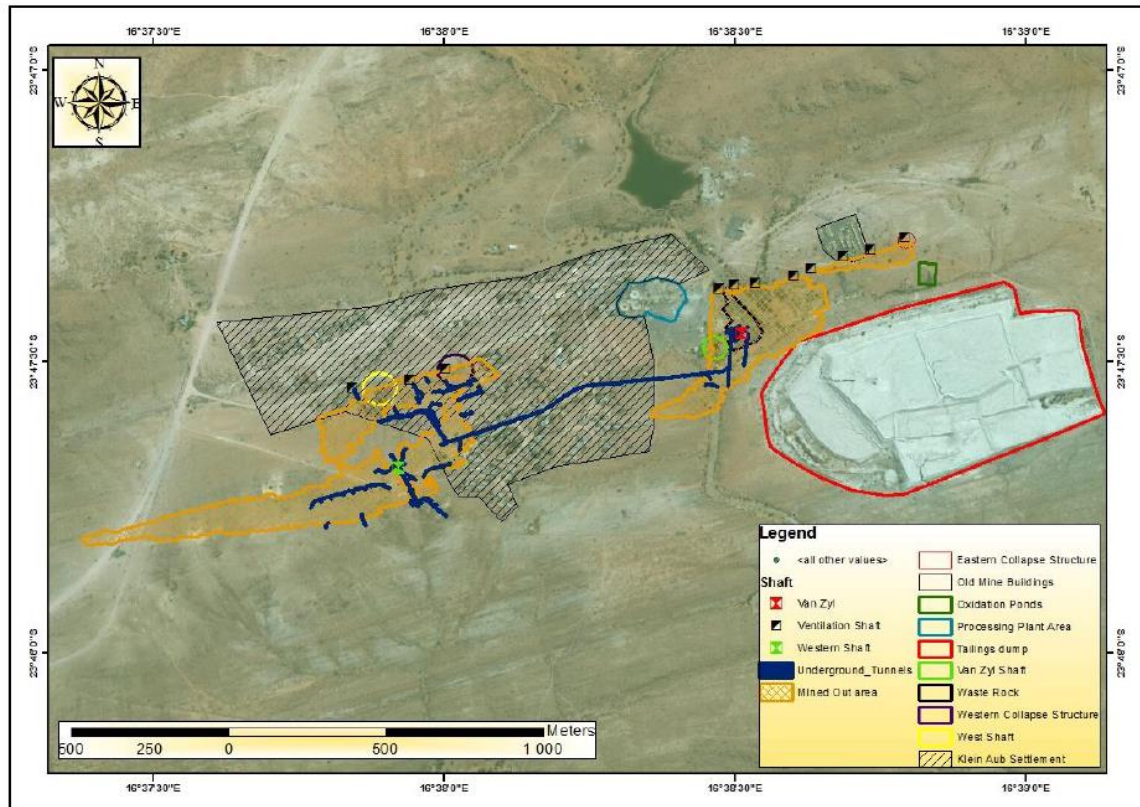 16°37'30"E 16°38'0"E 16°38'30"E 16°39'0"E
23°47'0"S 23°47'0"S
N
W E
S
23°47'30"S 23°47'30"S
23°48'0"S 23°48'0"S
Legend
<all other values>
Shaft
Van Zyl
Ventilation Shaft
Western Shaft
Underground_Tunnels
Mined Out area
Eastern Collapse Structure
Old Mine Buildings
Oxidation Ponds
Processing Plant Area
Tailings dump
Van Zyl Shaft
Waste Rock
Western Collapse Structure
West Shaft
Klein Aub Settlement
Meters
500 250 0 500 1 000
16°37'30"E 16°38'0"E 16°38'30"E 16°39'0"E